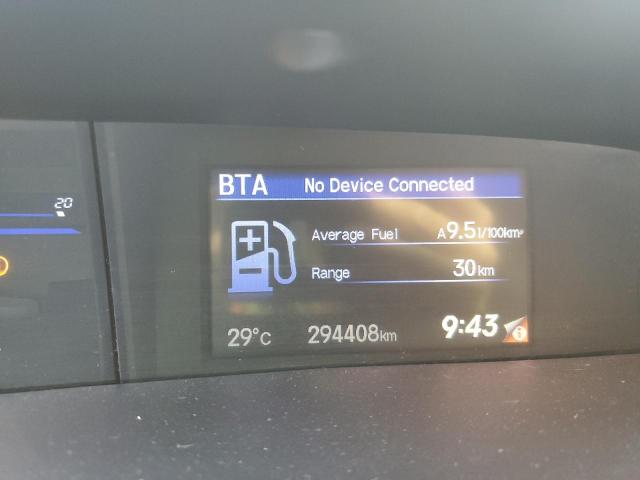 BTA No Device Connected
20
Average Fuel A9.5l/100km
Range 30km
29°C 294408km 9:43 i